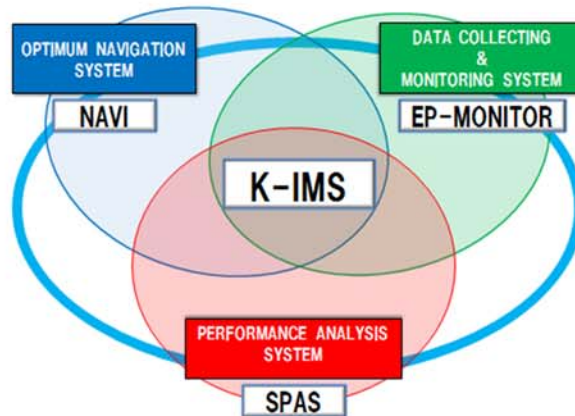 OPTIMUM NAVIGATION
SYSTEM
NAVI
DATA COLLECTING
&
MONITORING SYSTEM
EP-MONITOR
K-IMS
PERFORMANCE ANALYSIS
SYSTEM
SPAS